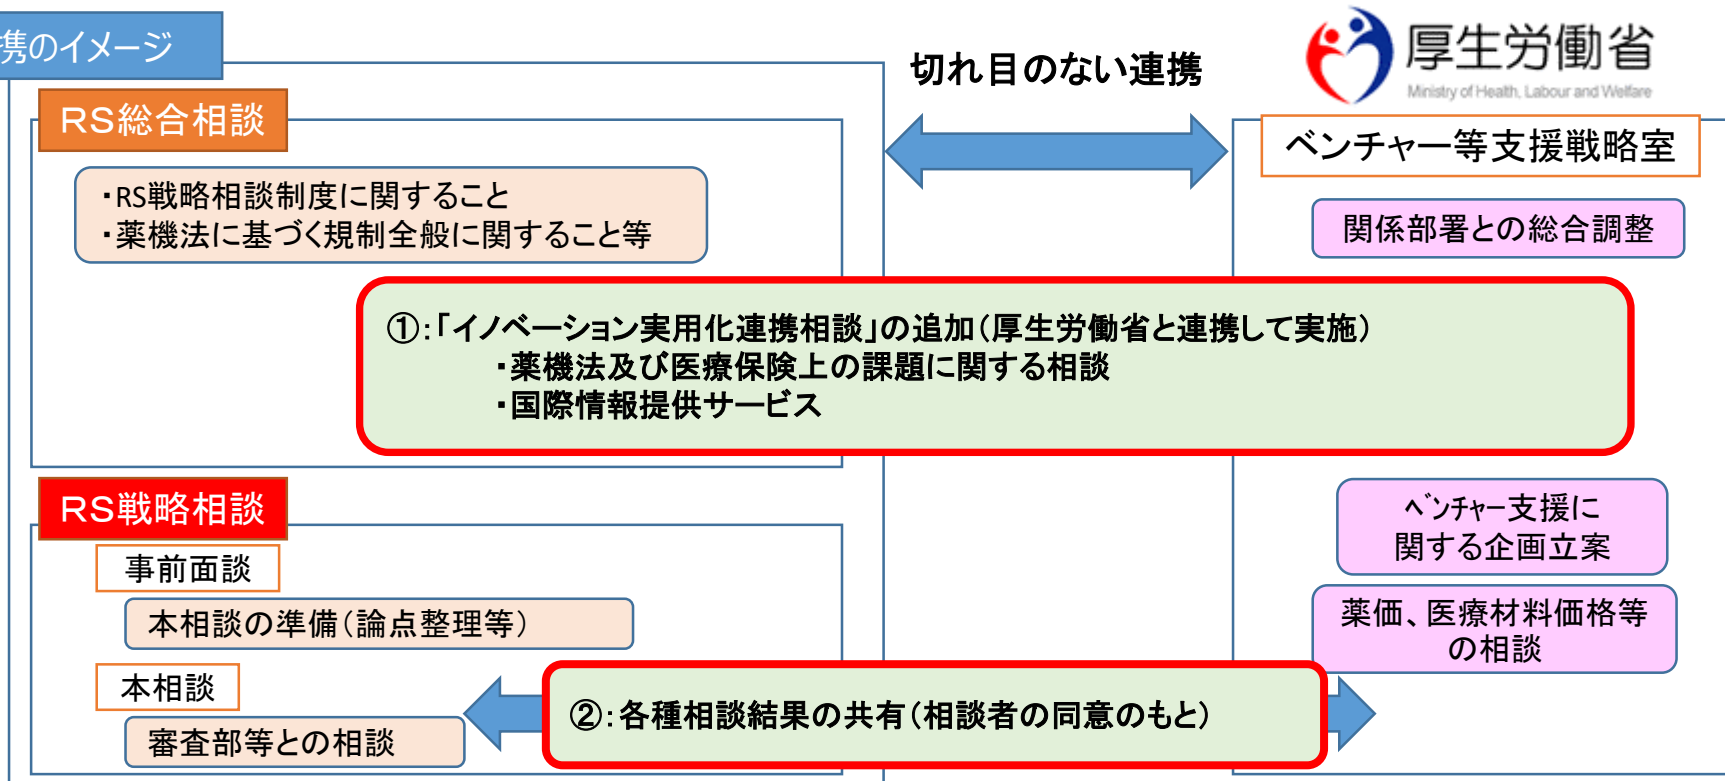 携のイメージ
切れ目のない連携
厚生労働省
Ministry of Health, Labour and Welfare
RS総合相談
・RS戦略相談制度に関すること
・薬機法に基づく規制全般に関すること等
ベンチャー等支援戦略室
関係部署との総合調整
①:「イノベーション実用化連携相談」の追加(厚生労働省と連携して実施)
・薬機法及び医療保険上の課題に関する相談
・国際情報提供サービス
RS戦略相談
事前面談
本相談の準備(論点整理等)
本相談
審査部等との相談
ベンチャー支援に
関する企画立案
薬価、医療材料価格等
の相談
②:各種相談結果の共有(相談者の同意のもと)